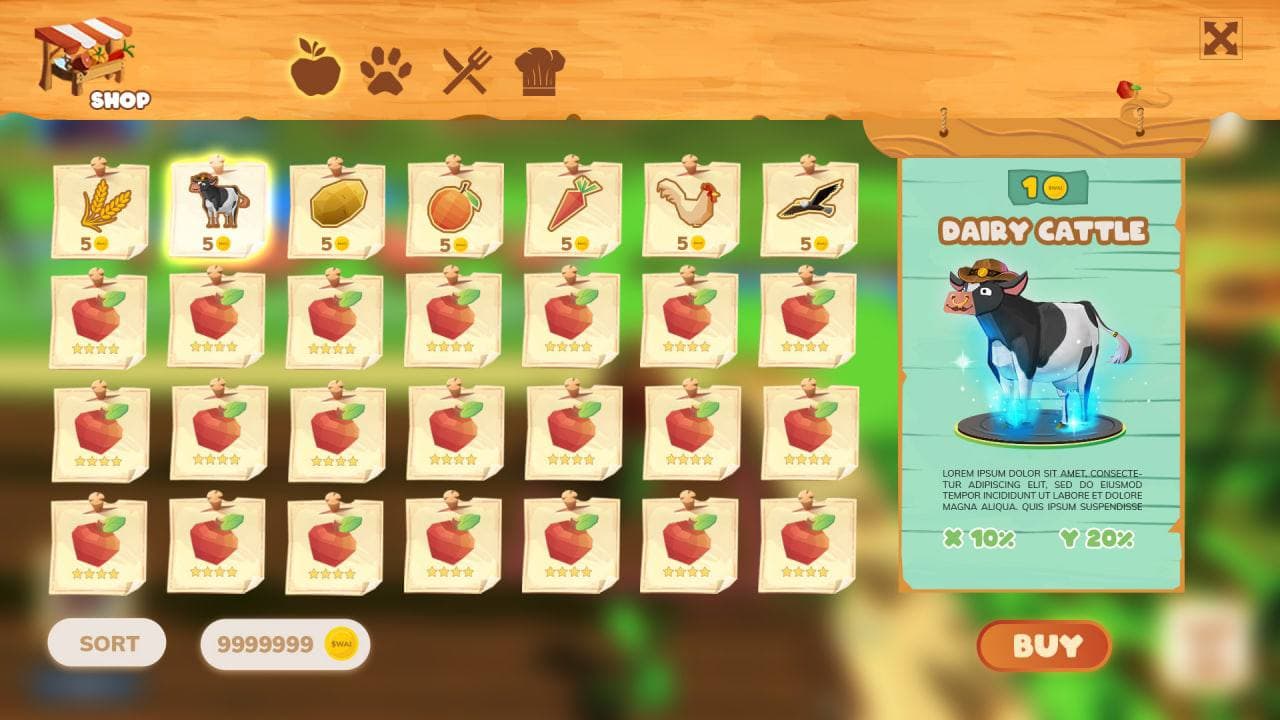 SHOP
1
DAIRY CATTLE
5 5 5 5 5 5 5
LOREM IPSUM DOLOR SIT AMET, CONSECTE-
TUR ADIPISCING ELIT, SED DO EIUSMOD
TEMPOR INCIDIDUNT UT LABORE ET DOLORE
MAGNA ALIQUA. QUIS IPSUM SUSPENDISSE
X 10% Y 20%
SORT
9999999 $WAI
BUY